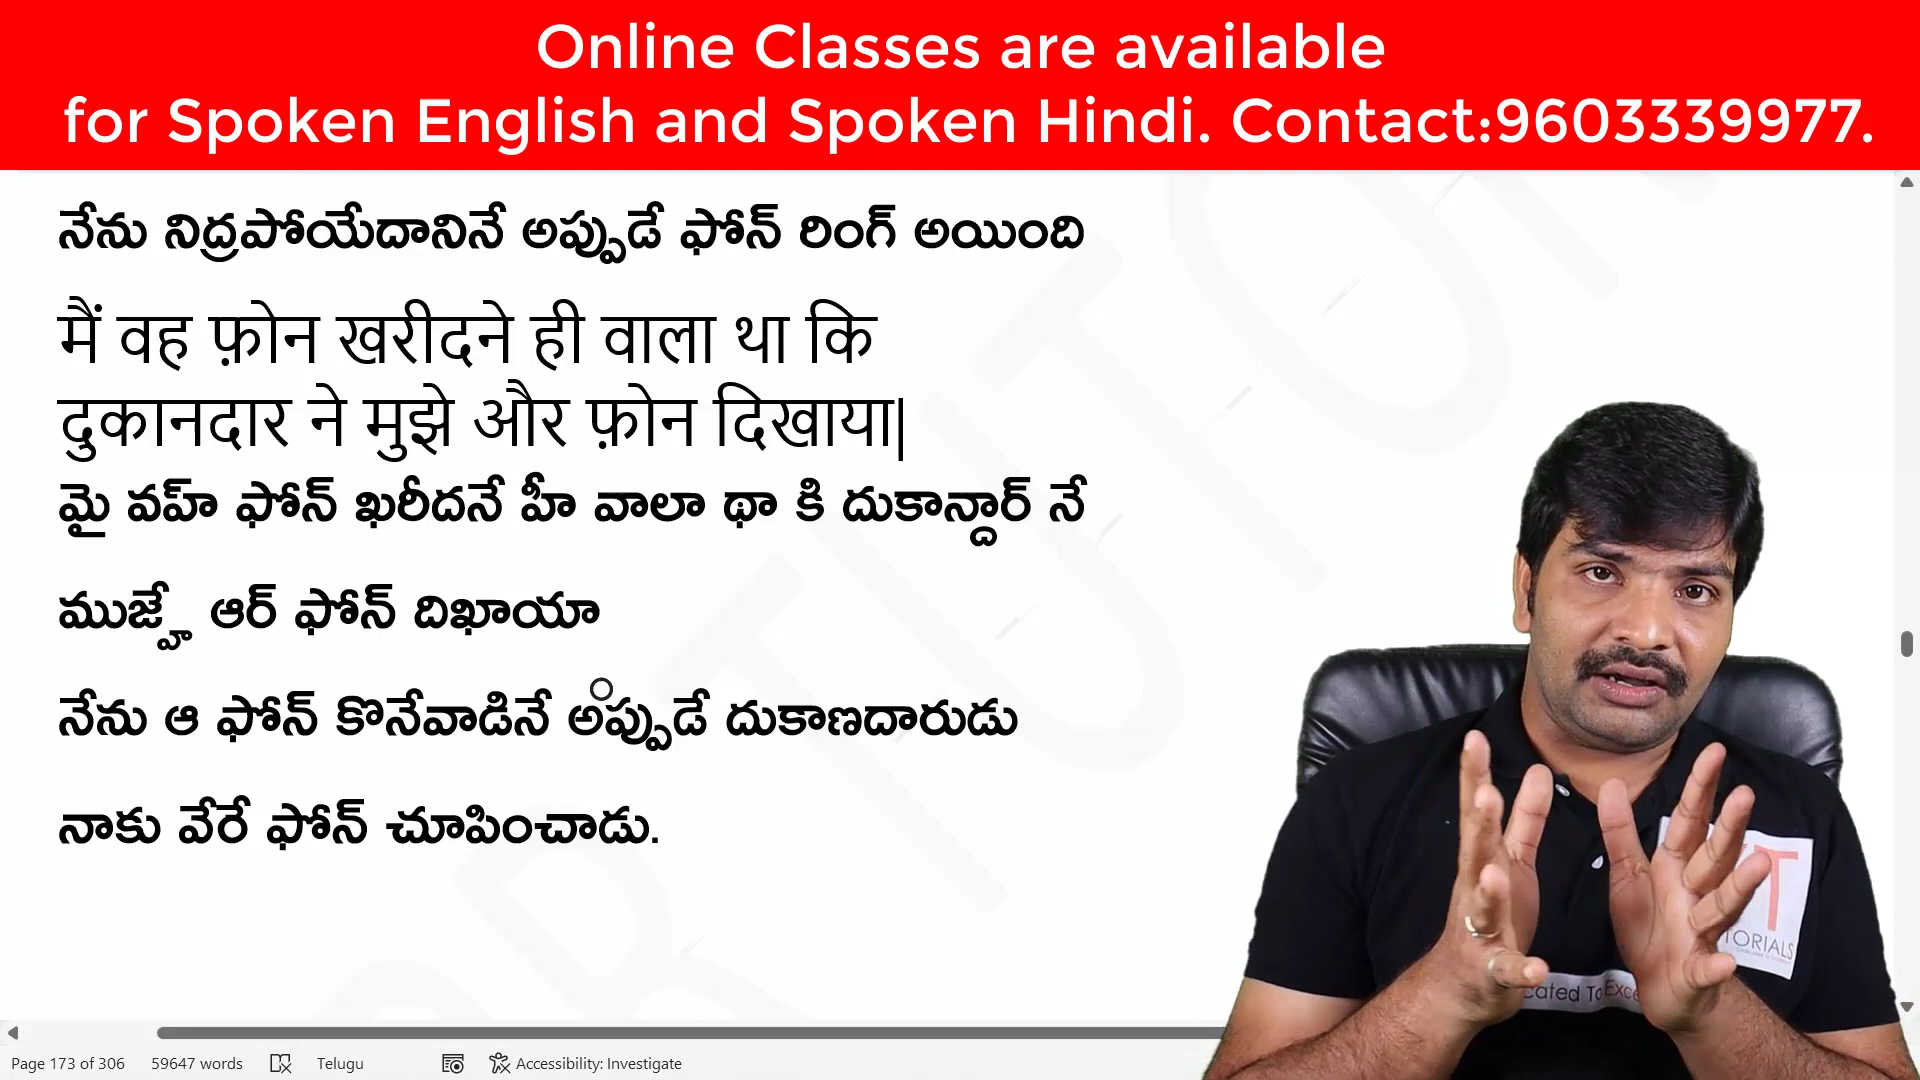 Online Classes are available
for Spoken English and Spoken Hindi. Contact:9603339977.
నేను నిద్రపోయేదానినే అప్పుడే ఫోన్ రింగ్ అయింది
मैं वह फ़ोन खरीदने ही वाला था कि
दुकानदार ने मुझे और फ़ोन दिखाया|
మై వహ్ ఫోన్ ఖరీదనే హీ వాలా థా కి దుకాన్దార్ నే
ముజ్హే ఆర్ ఫోన్ దిఖాయా
నేను ఆ ఫోన్ కొనేవాడినే అప్పుడే దుకాణదారుడు
నాకు వేరే ఫోన్ చూపించాడు.
Page 173 of 306 59647 words Telugu Accessibility: Investigate